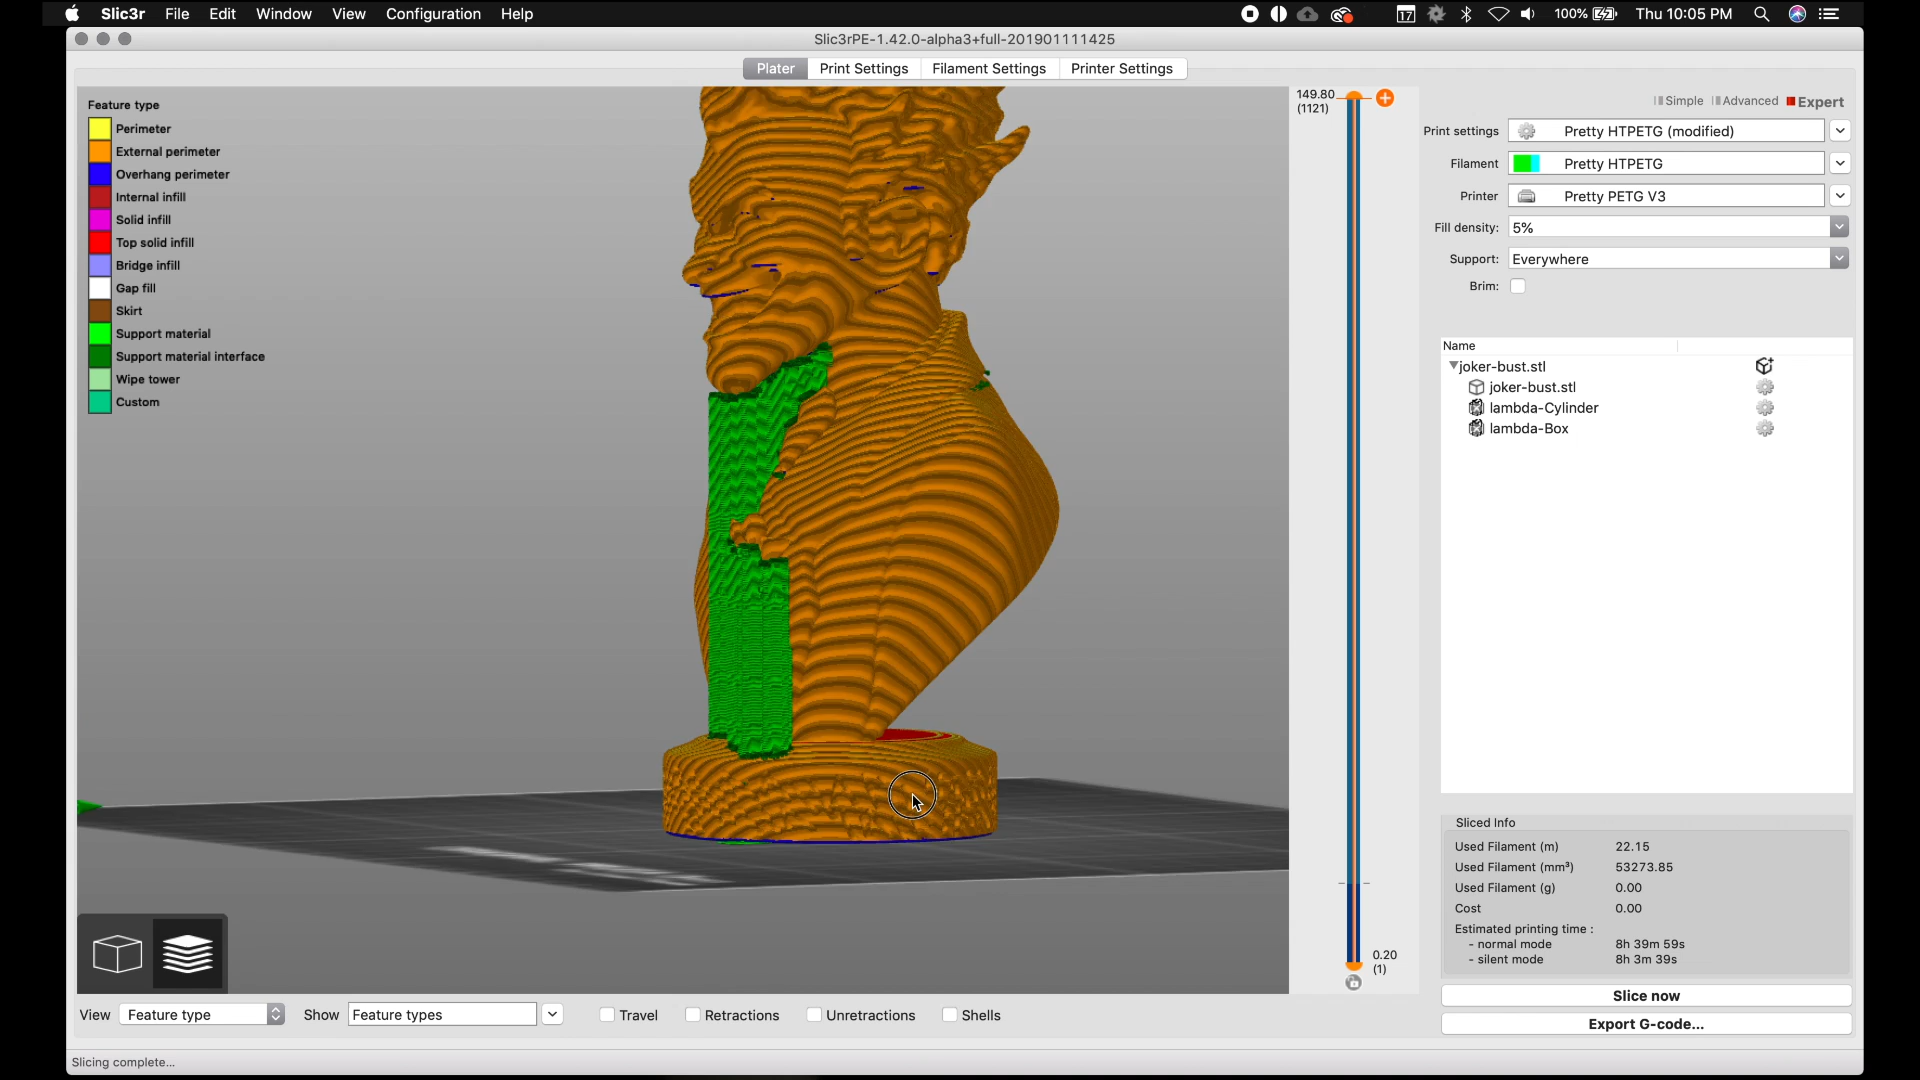 Slic3r File Edit Window View Configuration Help
17 100% Thu 10:05 PM
Slic3rPE-1.42.0-alpha3+full-201901111425
Plater Print Settings Filament Settings Printer Settings
Feature type
Perimeter
External perimeter
Overhang perimeter
Internal infill
Solid infill
Top solid infill
Bridge infill
Gap fill
Skirt
Support material
Support material interface
Wipe tower
Custom
149.80
(1121)
0.20
(1)
Simple Advanced Expert
Print settings Pretty HTPETG (modified)
Filament Pretty HTPETG
Printer Pretty PETG V3
Fill density: 5%
Support: Everywhere
Brim:
Name
joker-bust.stl
joker-bust.stl
lambda-Cylinder
lambda-Box
Sliced Info
Used Filament (m) 22.15
Used Filament (mm³) 53273.85
Used Filament (g) 0.00
Cost 0.00
Estimated printing time :
- normal mode 8h 39m 59s
- silent mode 8h 3m 39s
Slice now
Export G-code...
View Feature type Show Feature types Travel Retractions Unretractions Shells
Slicing complete...